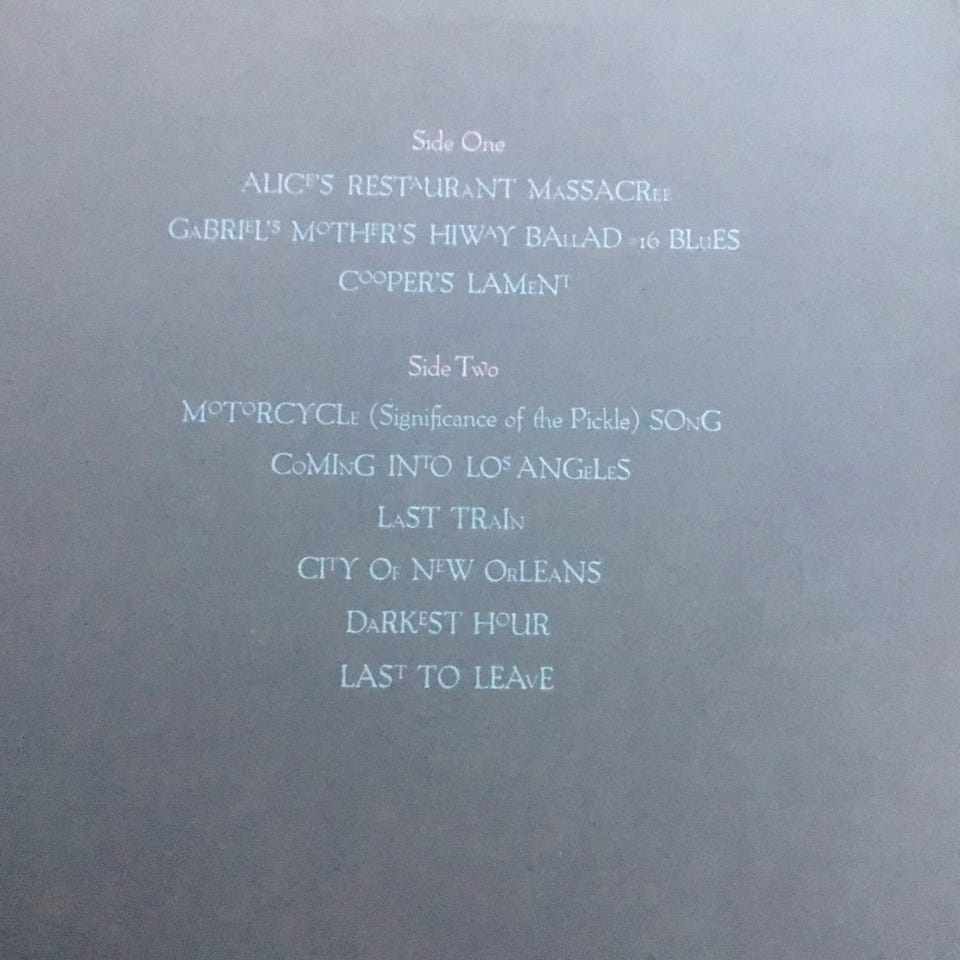 Side One
ALICE'S RESTAURANT MASSACREE
GABRIEL'S MOTHER'S HIWAY BALLAD #16 BLUES
COOPER'S LAMENT
Side Two
MOTORCYCLE (Significance of the Pickle) SONG
COMING INTO LOS ANGELES
LAST TRAIN
CITY OF NEW ORLEANS
DARKEST HOUR
LAST TO LEAVE